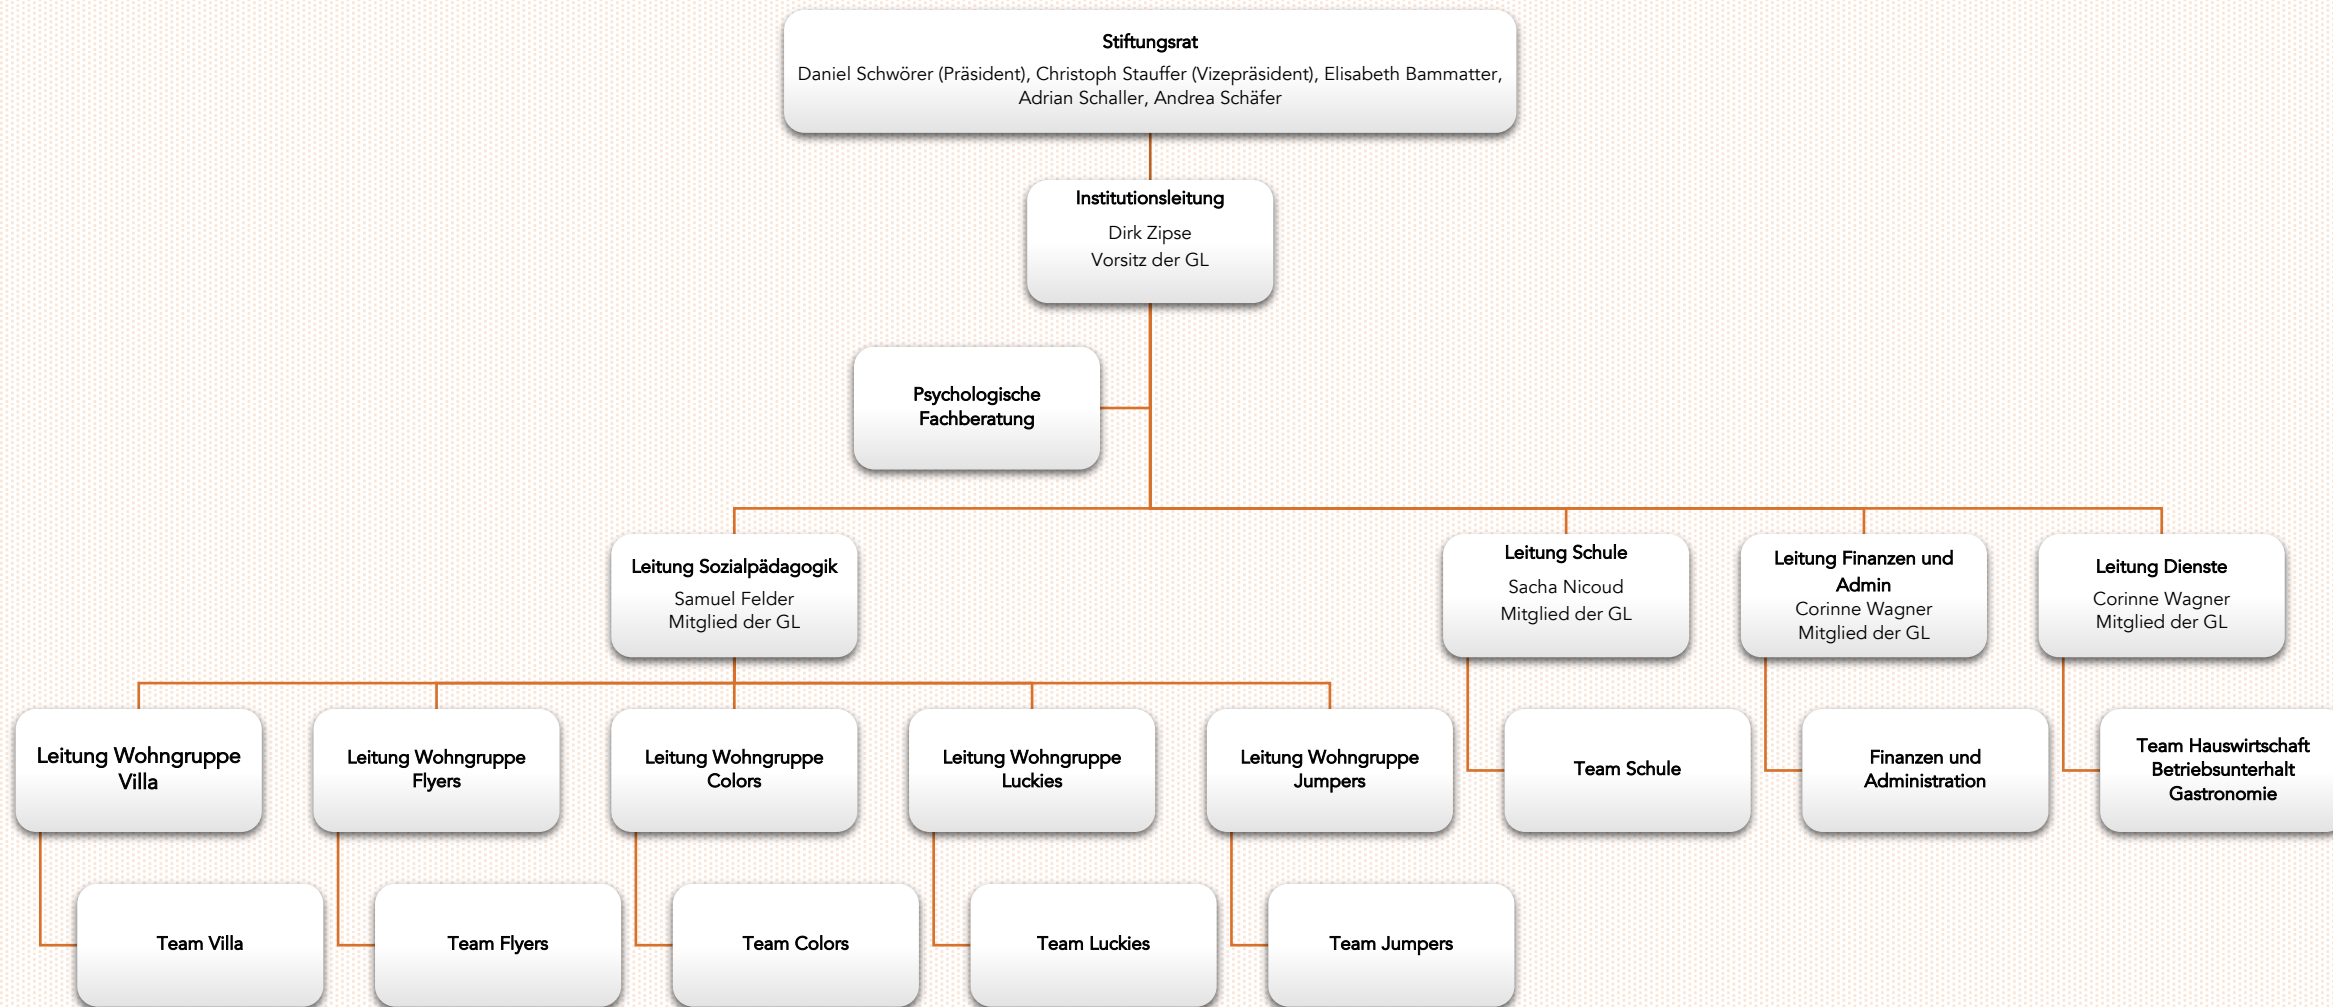 Stiftungsrat
Daniel Schwörer (Präsident), Christoph Stauffer (Vizepräsident), Elisabeth Bammatter,
Adrian Schaller, Andrea Schäfer
Institutionsleitung
Dirk Zipse
Vorsitz der GL
Psychologische
Fachberatung
Leitung Sozialpädagogik
Samuel Felder
Mitglied der GL
Leitung Schule
Sacha Nicoud
Mitglied der GL
Leitung Finanzen und
Admin
Corinne Wagner
Mitglied der GL
Leitung Dienste
Corinne Wagner
Mitglied der GL
Leitung Wohngruppe
Villa
Leitung Wohngruppe
Flyers
Leitung Wohngruppe
Colors
Leitung Wohngruppe
Luckies
Leitung Wohngruppe
Jumpers
Team Schule
Finanzen und
Administration
Team Hauswirtschaft
Betriebsunterhalt
Gastronomie
Team Villa
Team Flyers
Team Colors
Team Luckies
Team Jumpers